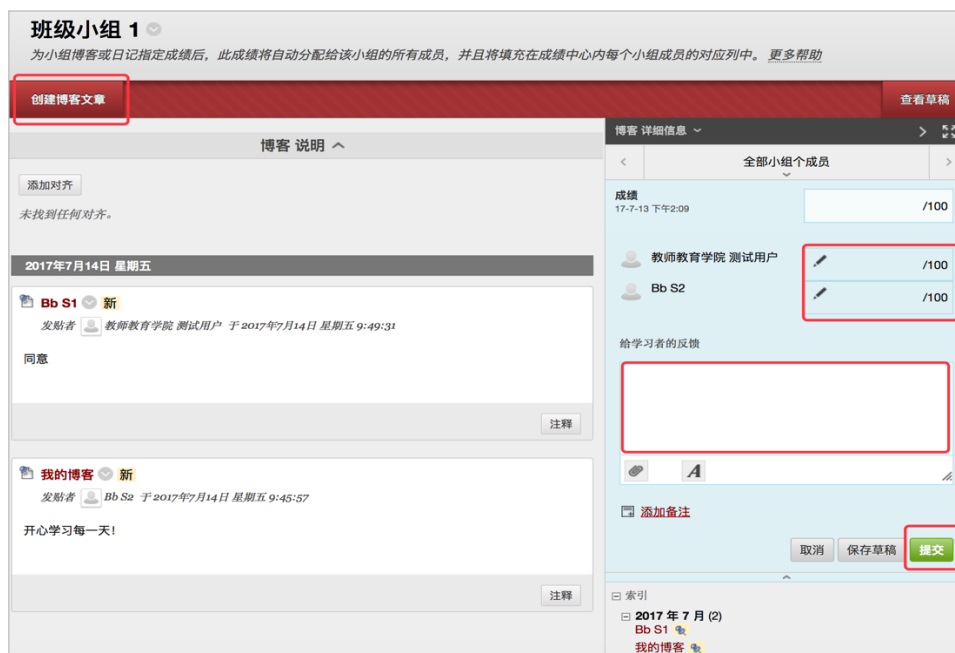 班级小组 1
为小组博客或日记指定成绩后，此成绩将自动分配给该小组的所有成员，并且将填充在成绩中心内每个小组成员的对应列中。 更多帮助
创建博客文章
查看草稿
博客 说明
添加对齐
未找到任何对齐。
2017年7月14日 星期五
Bb S1 新
发贴者 教师教育学院 测试用户 于 2017年7月14日 星期五 9:49:31
同意
注释
我的博客 新
发贴者 Bb S2 于 2017年7月14日 星期五 9:45:57
开心学习每一天!
注释
博客 详细信息
全部小组个成员
成绩
17-7-13 下午2:09
/100
教师教育学院 测试用户
/100
Bb S2
/100
给学习者的反馈
A
添加备注
取消 保存草稿 提交
索引
2017 年 7 月 (2)
Bb S1
我的博客